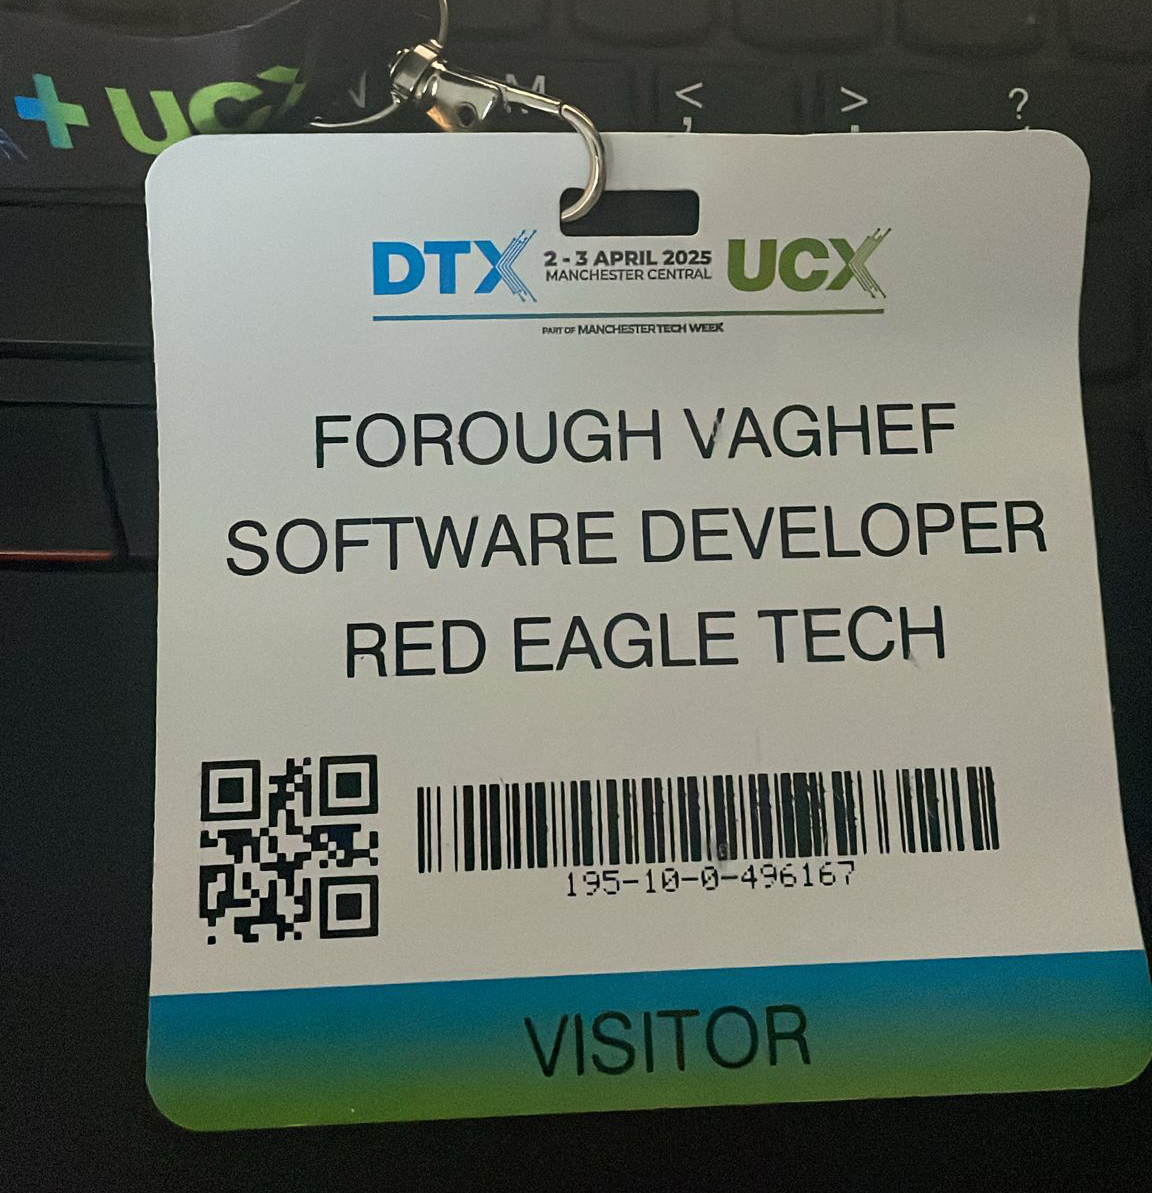 + UCX
M < > ?
, .
DTX 2 - 3 APRIL 2025 UCX
MANCHESTER CENTRAL
PART OF MANCHESTER TECH WEEK
FOROUGH VAGHEF
SOFTWARE DEVELOPER
RED EAGLE TECH
195-10-0-496167
VISITOR